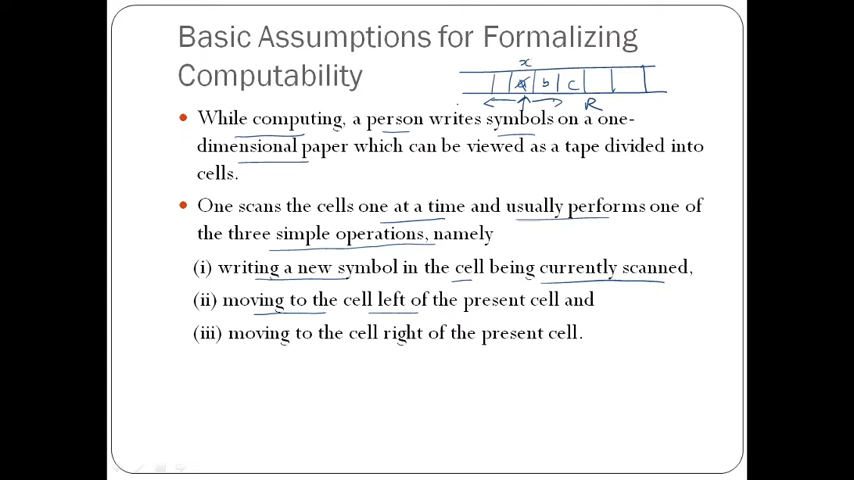 Basic Assumptions for Formalizing
Computability
x
a b c
R
• While computing, a person writes symbols on a one-
dimensional paper which can be viewed as a tape divided into
cells.
• One scans the cells one at a time and usually performs one of
the three simple operations, namely
(i) writing a new symbol in the cell being currently scanned,
(ii) moving to the cell left of the present cell and
(iii) moving to the cell right of the present cell.